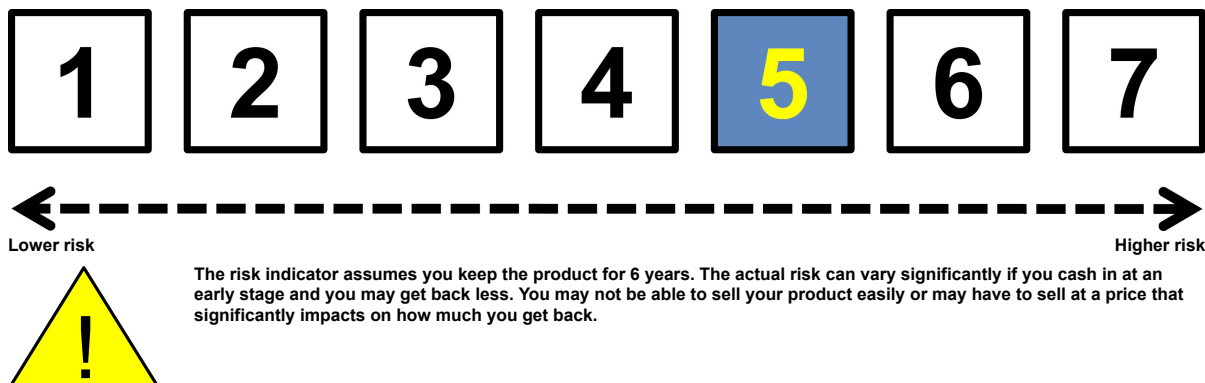 1 2 3 4 5 6 7
Lower risk Higher risk
The risk indicator assumes you keep the product for 6 years. The actual risk can vary significantly if you cash in at an
early stage and you may get back less. You may not be able to sell your product easily or may have to sell at a price that
significantly impacts on how much you get back.
!